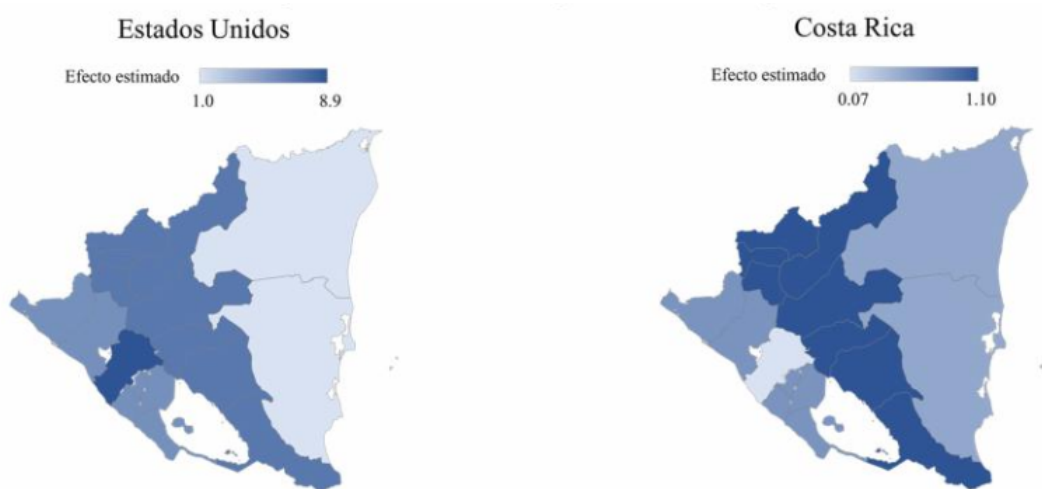 Estados Unidos
Efecto estimado
1.0 8.9
Costa Rica
Efecto estimado
0.07 1.10